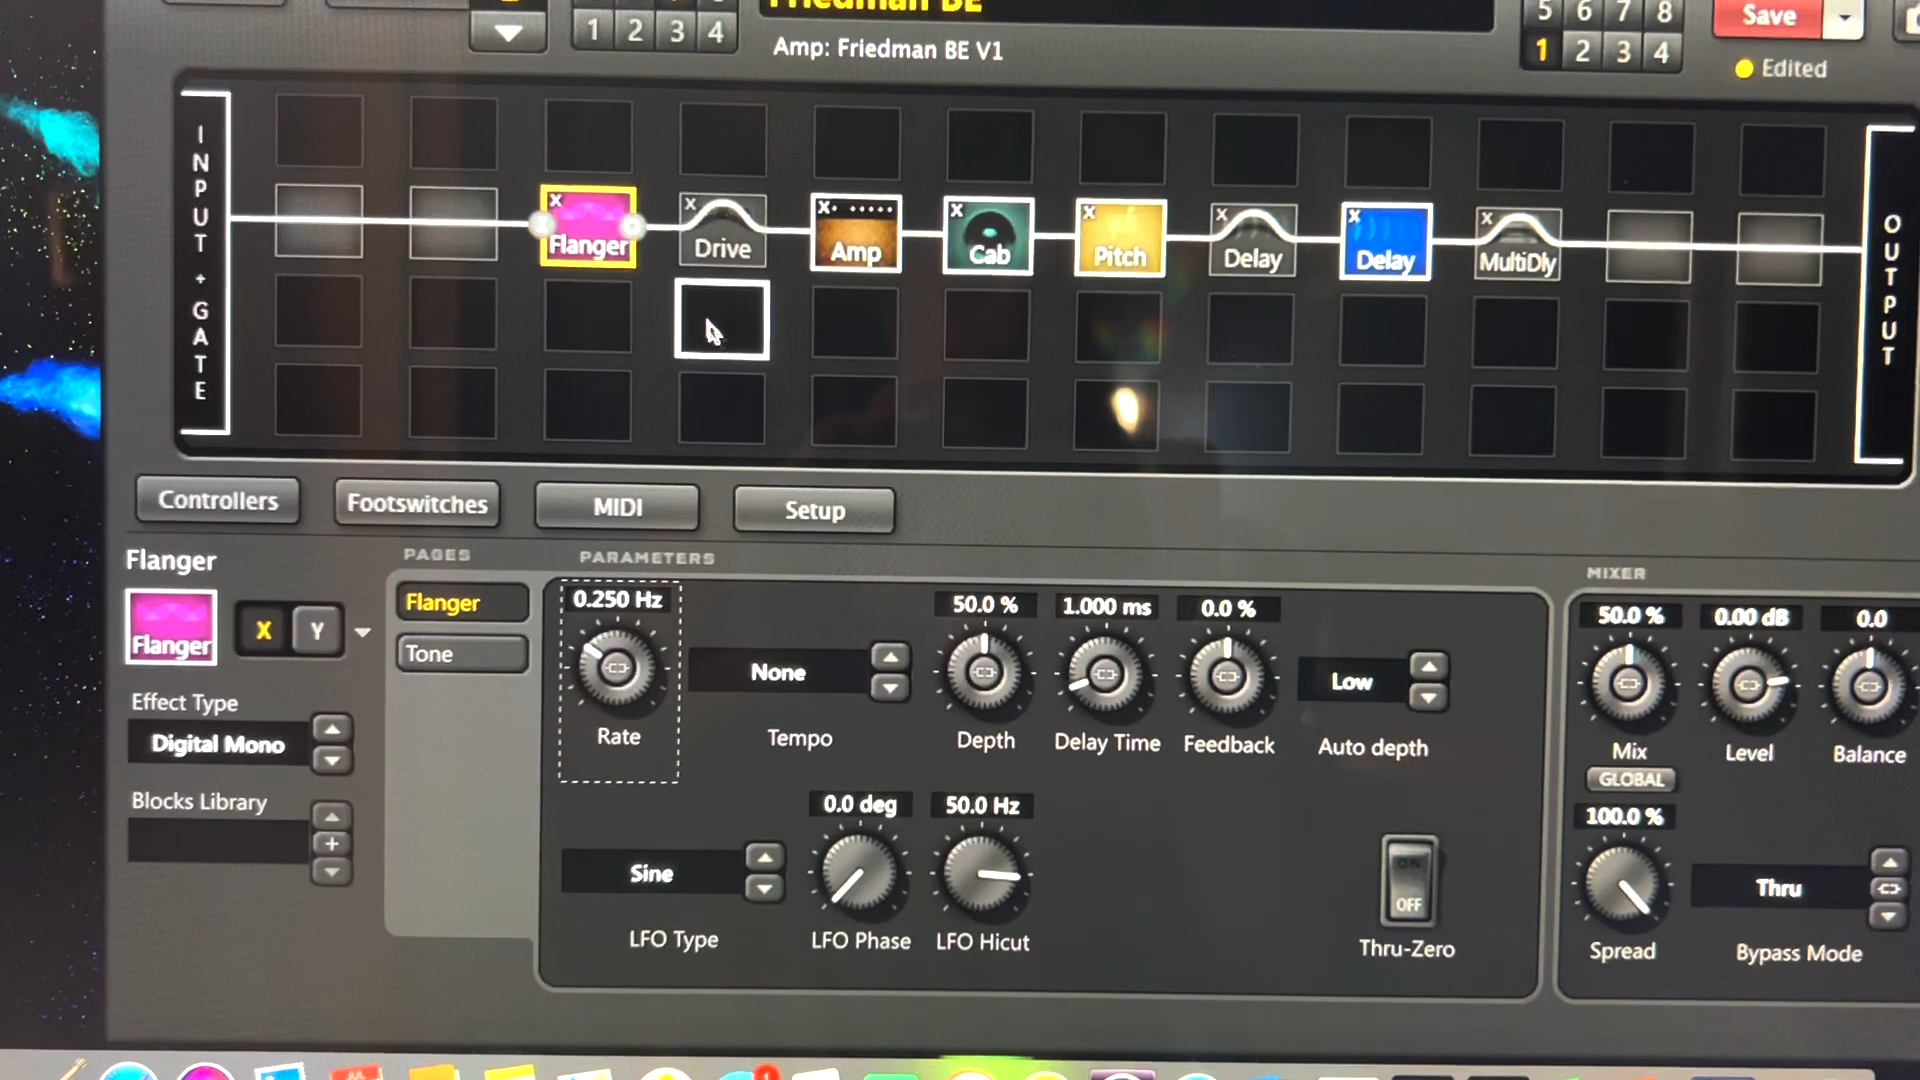 Friedman BE
5 6 7 8
Save
1 2 3 4
Amp: Friedman BE V1
1 2 3 4
Edited
INPUT + GATE
X Flanger
X Drive
X Amp
X Cab
X Pitch
X Delay
X Delay
X MultiDly
OUTPUT
Controllers
Footswitches
MIDI
Setup
Flanger
PAGES
PARAMETERS
MIXER
Flanger
X Y
Effect Type
Digital Mono
Blocks Library
+
Flanger
Tone
0.250 Hz
Rate
None
Tempo
50.0 %
Depth
1.000 ms
Delay Time
0.0 %
Feedback
Low
Auto depth
Sine
LFO Type
0.0 deg
LFO Phase
50.0 Hz
LFO Hicut
ON
OFF
Thru-Zero
50.0 %
Mix
GLOBAL
0.00 dB
Level
0.0
Balance
100.0 %
Spread
Thru
Bypass Mode
1